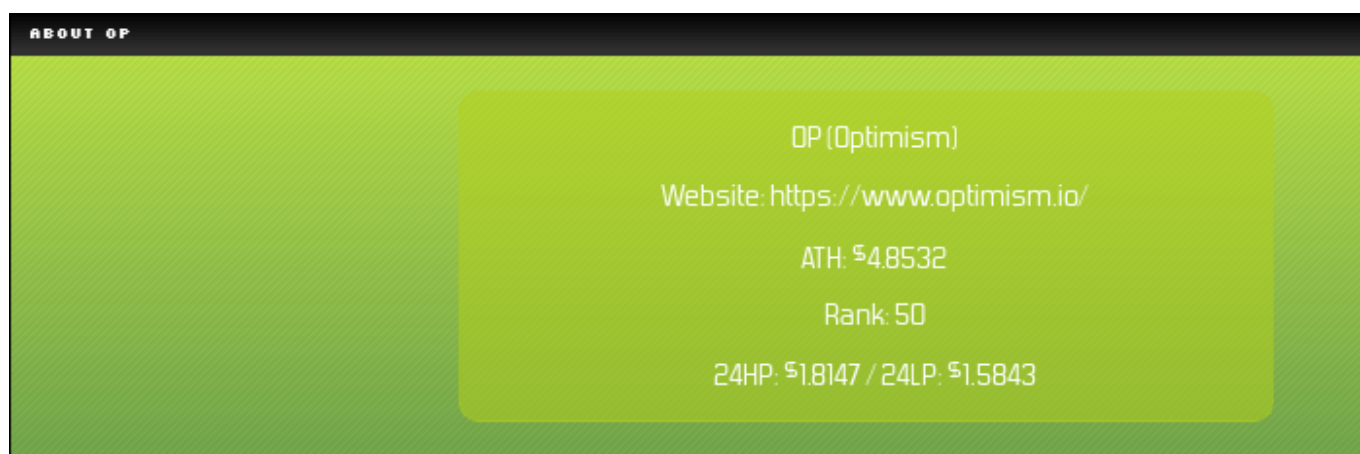 ABOUT OP
OP (Optimism)
Website: https://www.optimism.io/
ATH: $4.8532
Rank: 50
24HP: $1.8147 / 24LP: $1.5843